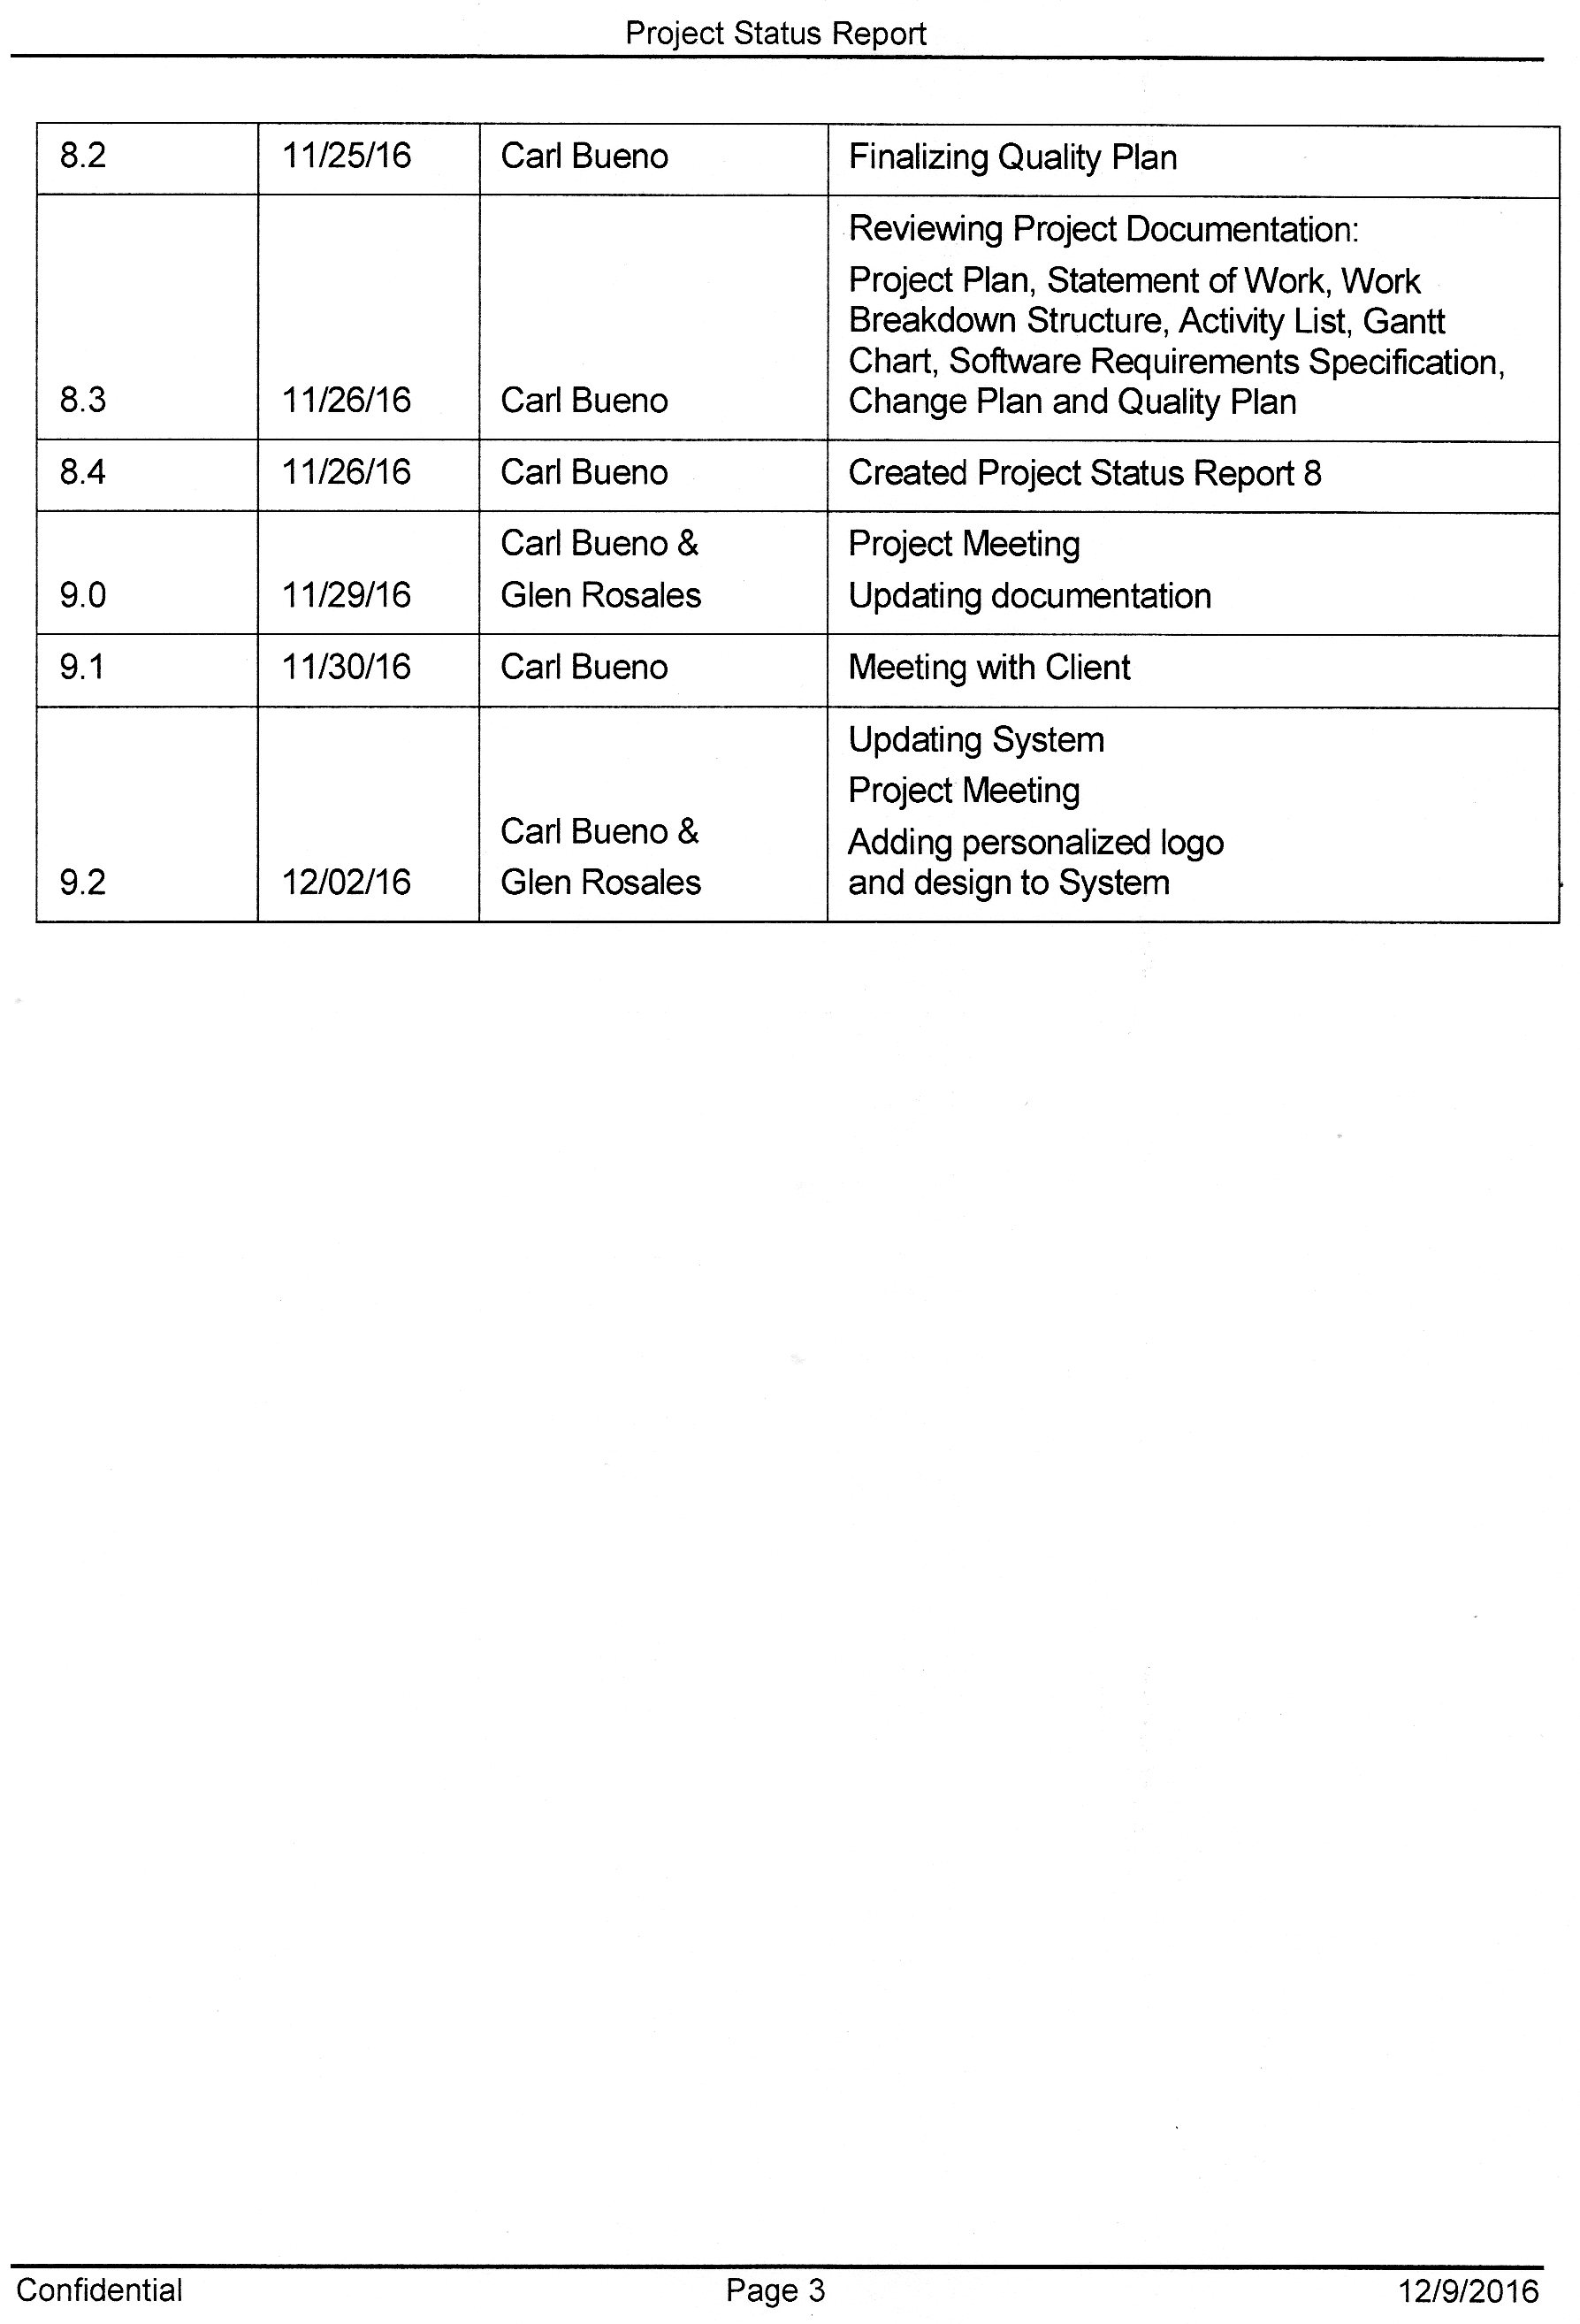 Project Status Report
8.2 11/25/16 Carl Bueno Finalizing Quality Plan
Reviewing Project Documentation:
Project Plan, Statement of Work, Work
Breakdown Structure, Activity List, Gantt
Chart, Software Requirements Specification,
8.3 11/26/16 Carl Bueno Change Plan and Quality Plan
8.4 11/26/16 Carl Bueno Created Project Status Report 8
Carl Bueno & Project Meeting
9.0 11/29/16 Glen Rosales Updating documentation
9.1 11/30/16 Carl Bueno Meeting with Client
Updating System
Project Meeting
Carl Bueno & Adding personalized logo
9.2 12/02/16 Glen Rosales and design to System
Confidential Page 3 12/9/2016